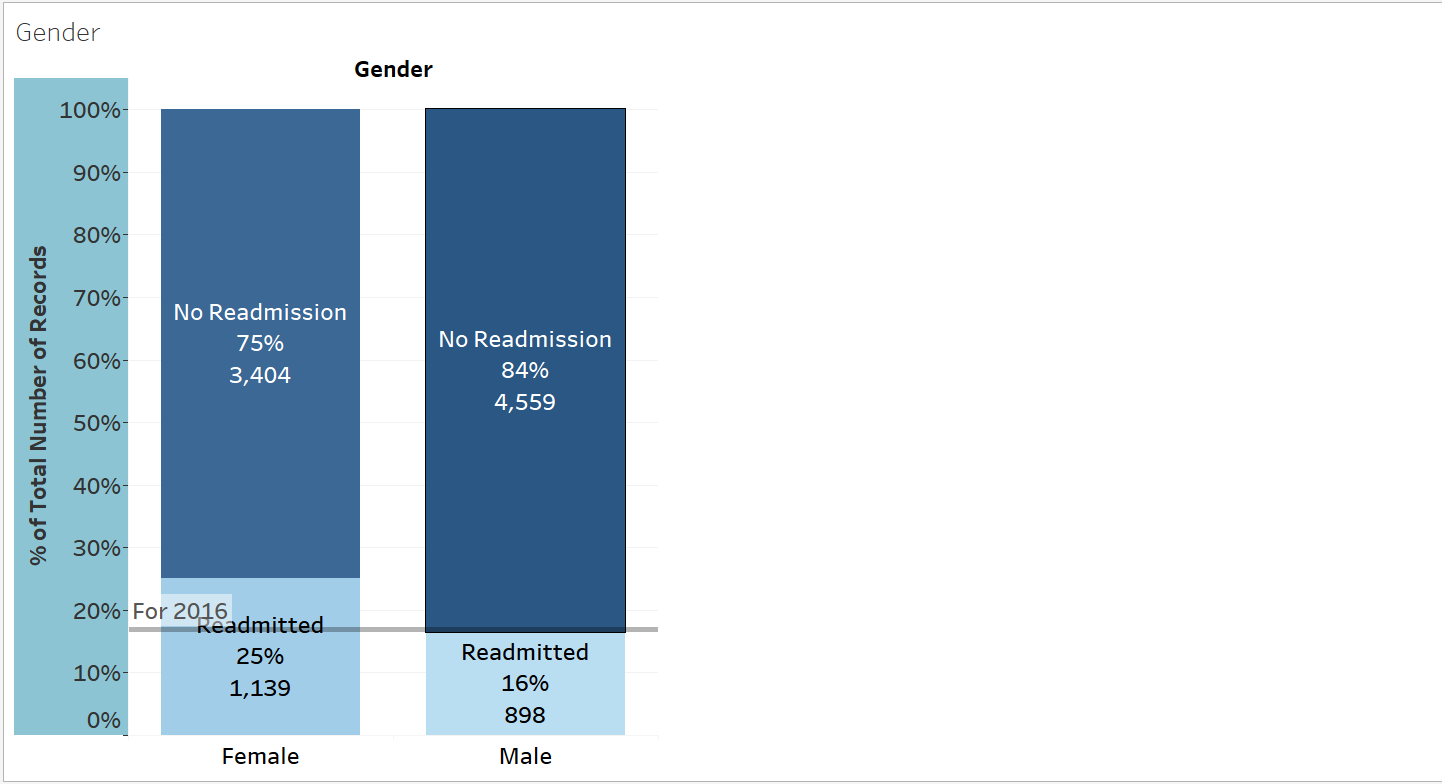 Gender
Gender
100%
90%
80%
70%
60%
50%
40%
30%
20%
10%
0%
% of Total Number of Records
No Readmission
75%
3,404
For 2016
Readmitted
25%
1,139
Female
No Readmission
84%
4,559
Readmitted
16%
898
Male